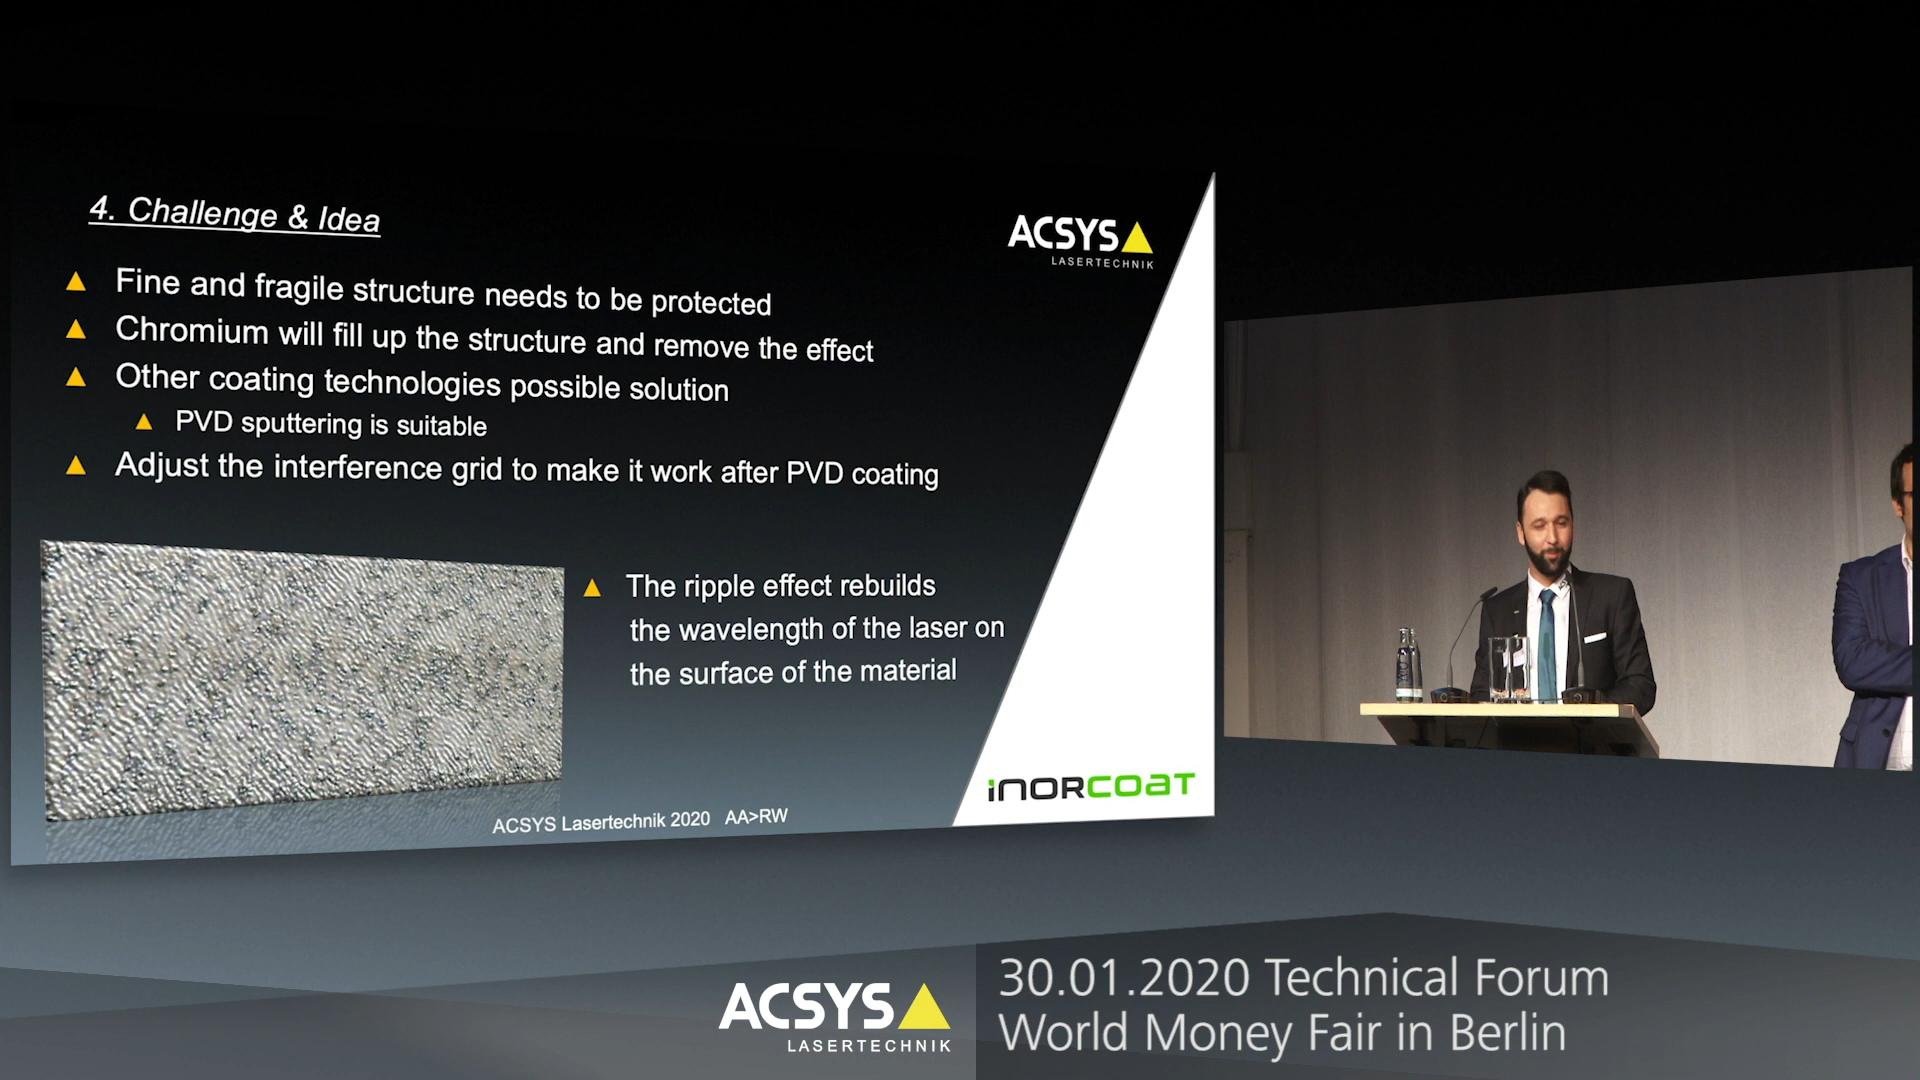 4. Challenge & Idea
ACSYS
LASERTECHNIK
Fine and fragile structure needs to be protected
Chromium will fill up the structure and remove the effect
Other coating technologies possible solution
PVD sputtering is suitable
Adjust the interference grid to make it work after PVD coating
The ripple effect rebuilds
the wavelength of the laser on
the surface of the material
iNORCOAT
ACSYS Lasertechnik 2020 AA>RW
ACSYS
LASERTECHNIK
30.01.2020 Technical Forum
World Money Fair in Berlin